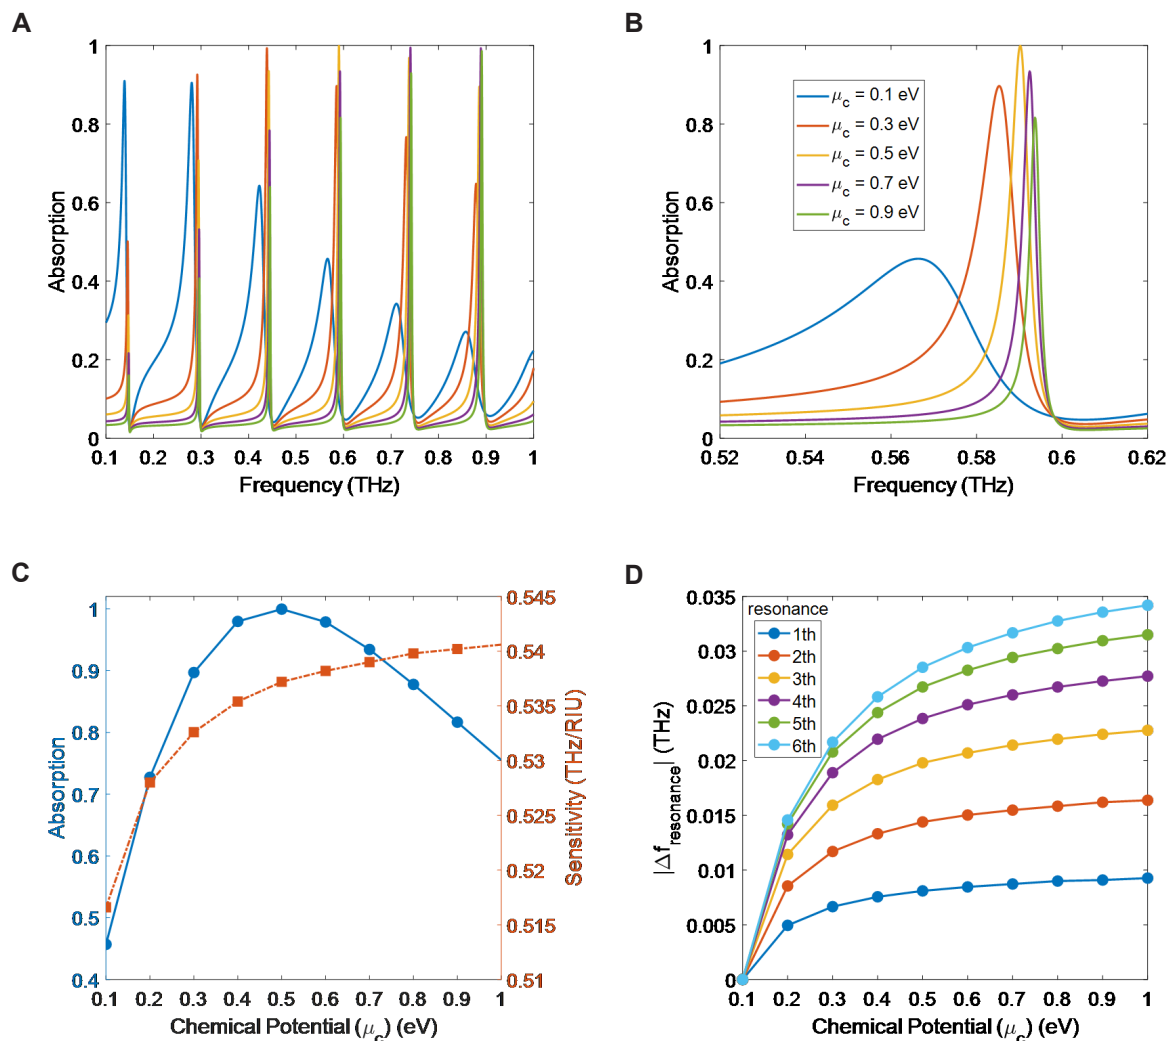 A
1
0.8
0.6
0.4
0.2
0
Absorption
0.1 0.2 0.3 0.4 0.5 0.6 0.7 0.8 0.9 1
Frequency (THz)
B
1
0.8
0.6
0.4
0.2
0
Absorption
μc = 0.1 eV
μc = 0.3 eV
μc = 0.5 eV
μc = 0.7 eV
μc = 0.9 eV
0.52 0.54 0.56 0.58 0.6 0.62
Frequency (THz)
C
1
0.9
0.8
0.7
0.6
0.5
0.4
Absorption
0.545
0.54
0.535
0.53
0.525
0.52
0.515
0.51
Sensitivity (THz/RIU)
0.1 0.2 0.3 0.4 0.5 0.6 0.7 0.8 0.9 1
Chemical Potential (μc) (eV)
D
0.035
0.03
0.025
0.02
0.015
0.01
0.005
0
|Δfresonance| (THz)
resonance
1th
2th
3th
4th
5th
6th
0.1 0.2 0.3 0.4 0.5 0.6 0.7 0.8 0.9 1
Chemical Potential (μc) (eV)